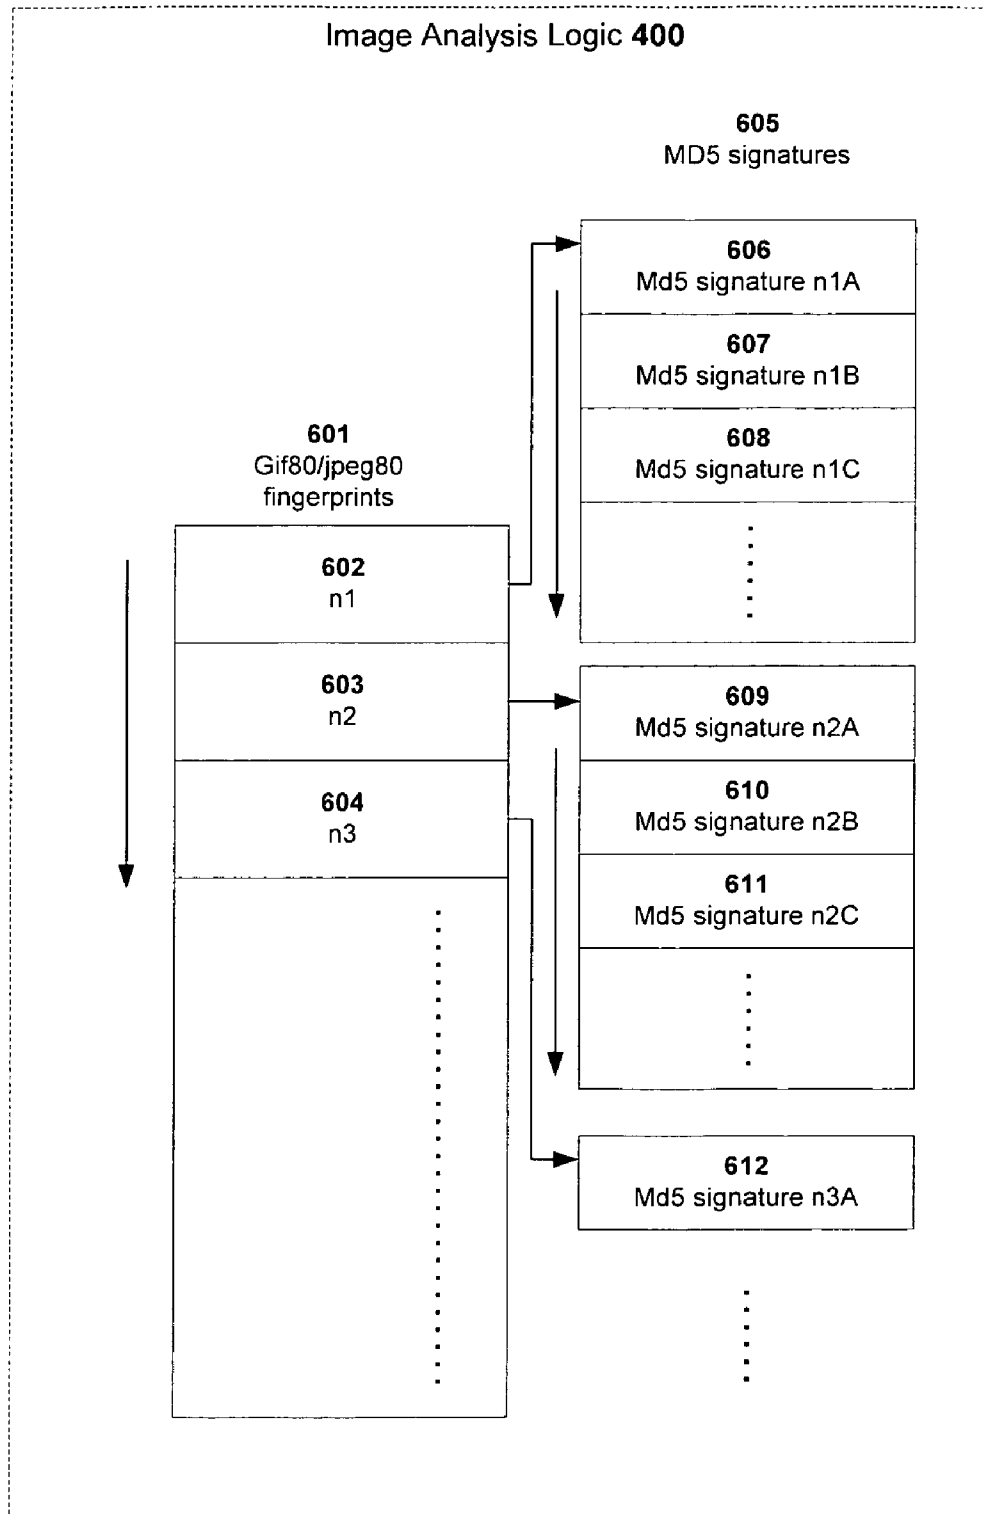 Image Analysis Logic 400
605
MD5 signatures
606
Md5 signature n1A
607
Md5 signature n1B
608
Md5 signature n1C
601
Gif80/jpeg80
fingerprints
602
n1
603
n2
604
n3
609
Md5 signature n2A
610
Md5 signature n2B
611
Md5 signature n2C
612
Md5 signature n3A